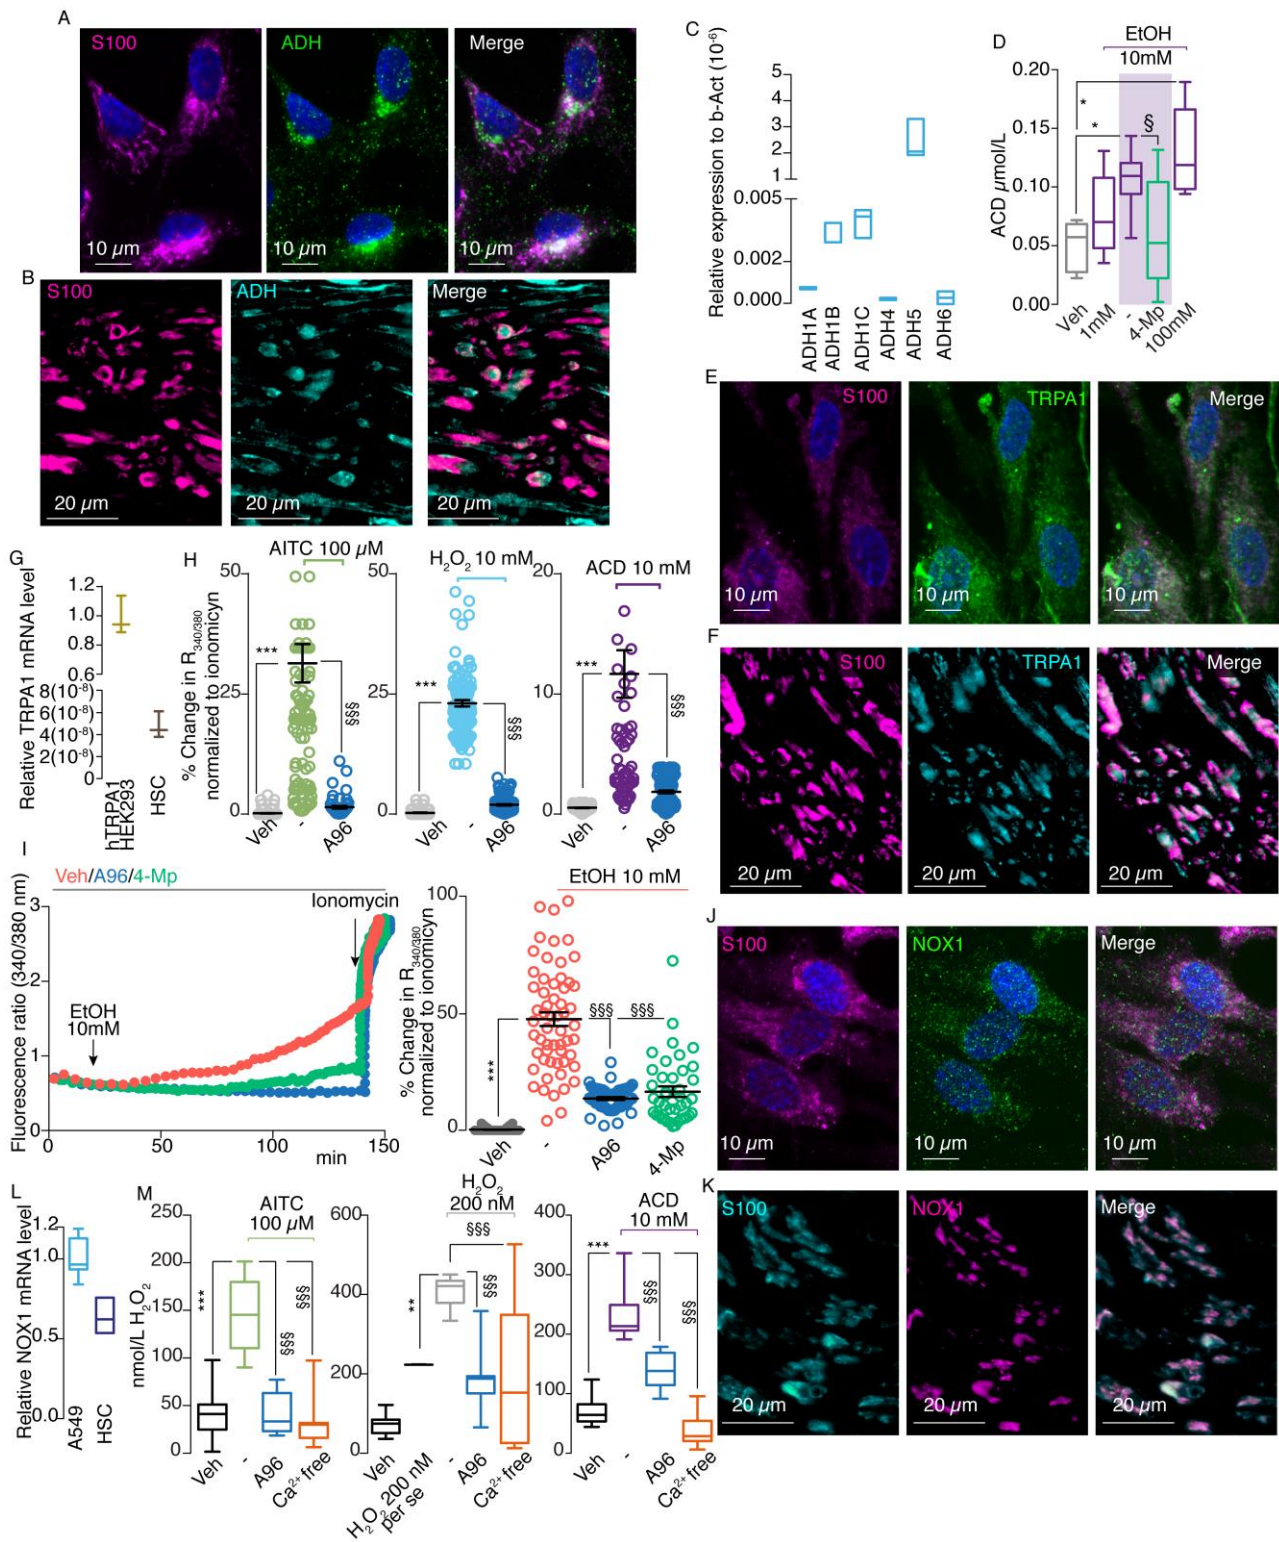 A
S100
ADH
Merge
10 µm
10 µm
10 µm
B
S100
ADH
Merge
20 µm
20 µm
20 µm
C
Relative expression to b-Act (10⁻⁶)
5
4
3
2
1
0.005
0.002
0.000
ADH1A
ADH1B
ADH1C
ADH4
ADH5
ADH6
D
EtOH
10mM
ACD µmol/L
0.20
0.15
0.10
0.05
0.00
*
*
§
Veh
1mM
-
4-Mp
100mM
E
S100
TRPA1
Merge
10 µm
10 µm
10 µm
F
S100
TRPA1
Merge
20 µm
20 µm
20 µm
G
Relative TRPA1 mRNA level
1.2
1.0
0.8
0.6
8(10⁻⁸)
6(10⁻⁸)
4(10⁻⁸)
2(10⁻⁸)
0
hTRPA1
HEK293
HSC
H
% Change in R340/380
normalized to ionomicyn
AITC 100 µM
50
25
0
***
§§§
Veh
-
A96
H₂O₂ 10 mM
50
25
0
***
§§§
Veh
-
A96
ACD 10 mM
20
10
0
***
§§§
Veh
-
A96
I
Veh/A96/4-Mp
Fluorescence ratio (340/380 nm)
3
2
1
0
EtOH
10mM
Ionomycin
0
50
100
150
min
% Change in R340/380
normalized to ionomicyn
EtOH 10 mM
100
50
0
***
§§§
§§§
Veh
-
A96
4-Mp
J
S100
NOX1
Merge
10 µm
10 µm
10 µm
K
S100
NOX1
Merge
20 µm
20 µm
20 µm
L
Relative NOX1 mRNA level
1.2
1.0
0.5
0.0
A549
HSC
M
nmol/L H₂O₂
AITC
100 µM
250
200
150
100
50
0
***
§§§
§§§
Veh
-
A96
Ca²⁺ free
H₂O₂
200 nM
600
400
200
0
**
§§§
§§§
Veh
H₂O₂ 200 nM
per se
-
A96
Ca²⁺ free
ACD
10 mM
400
300
200
100
0
***
§§§
§§§
Veh
-
A96
Ca²⁺ free